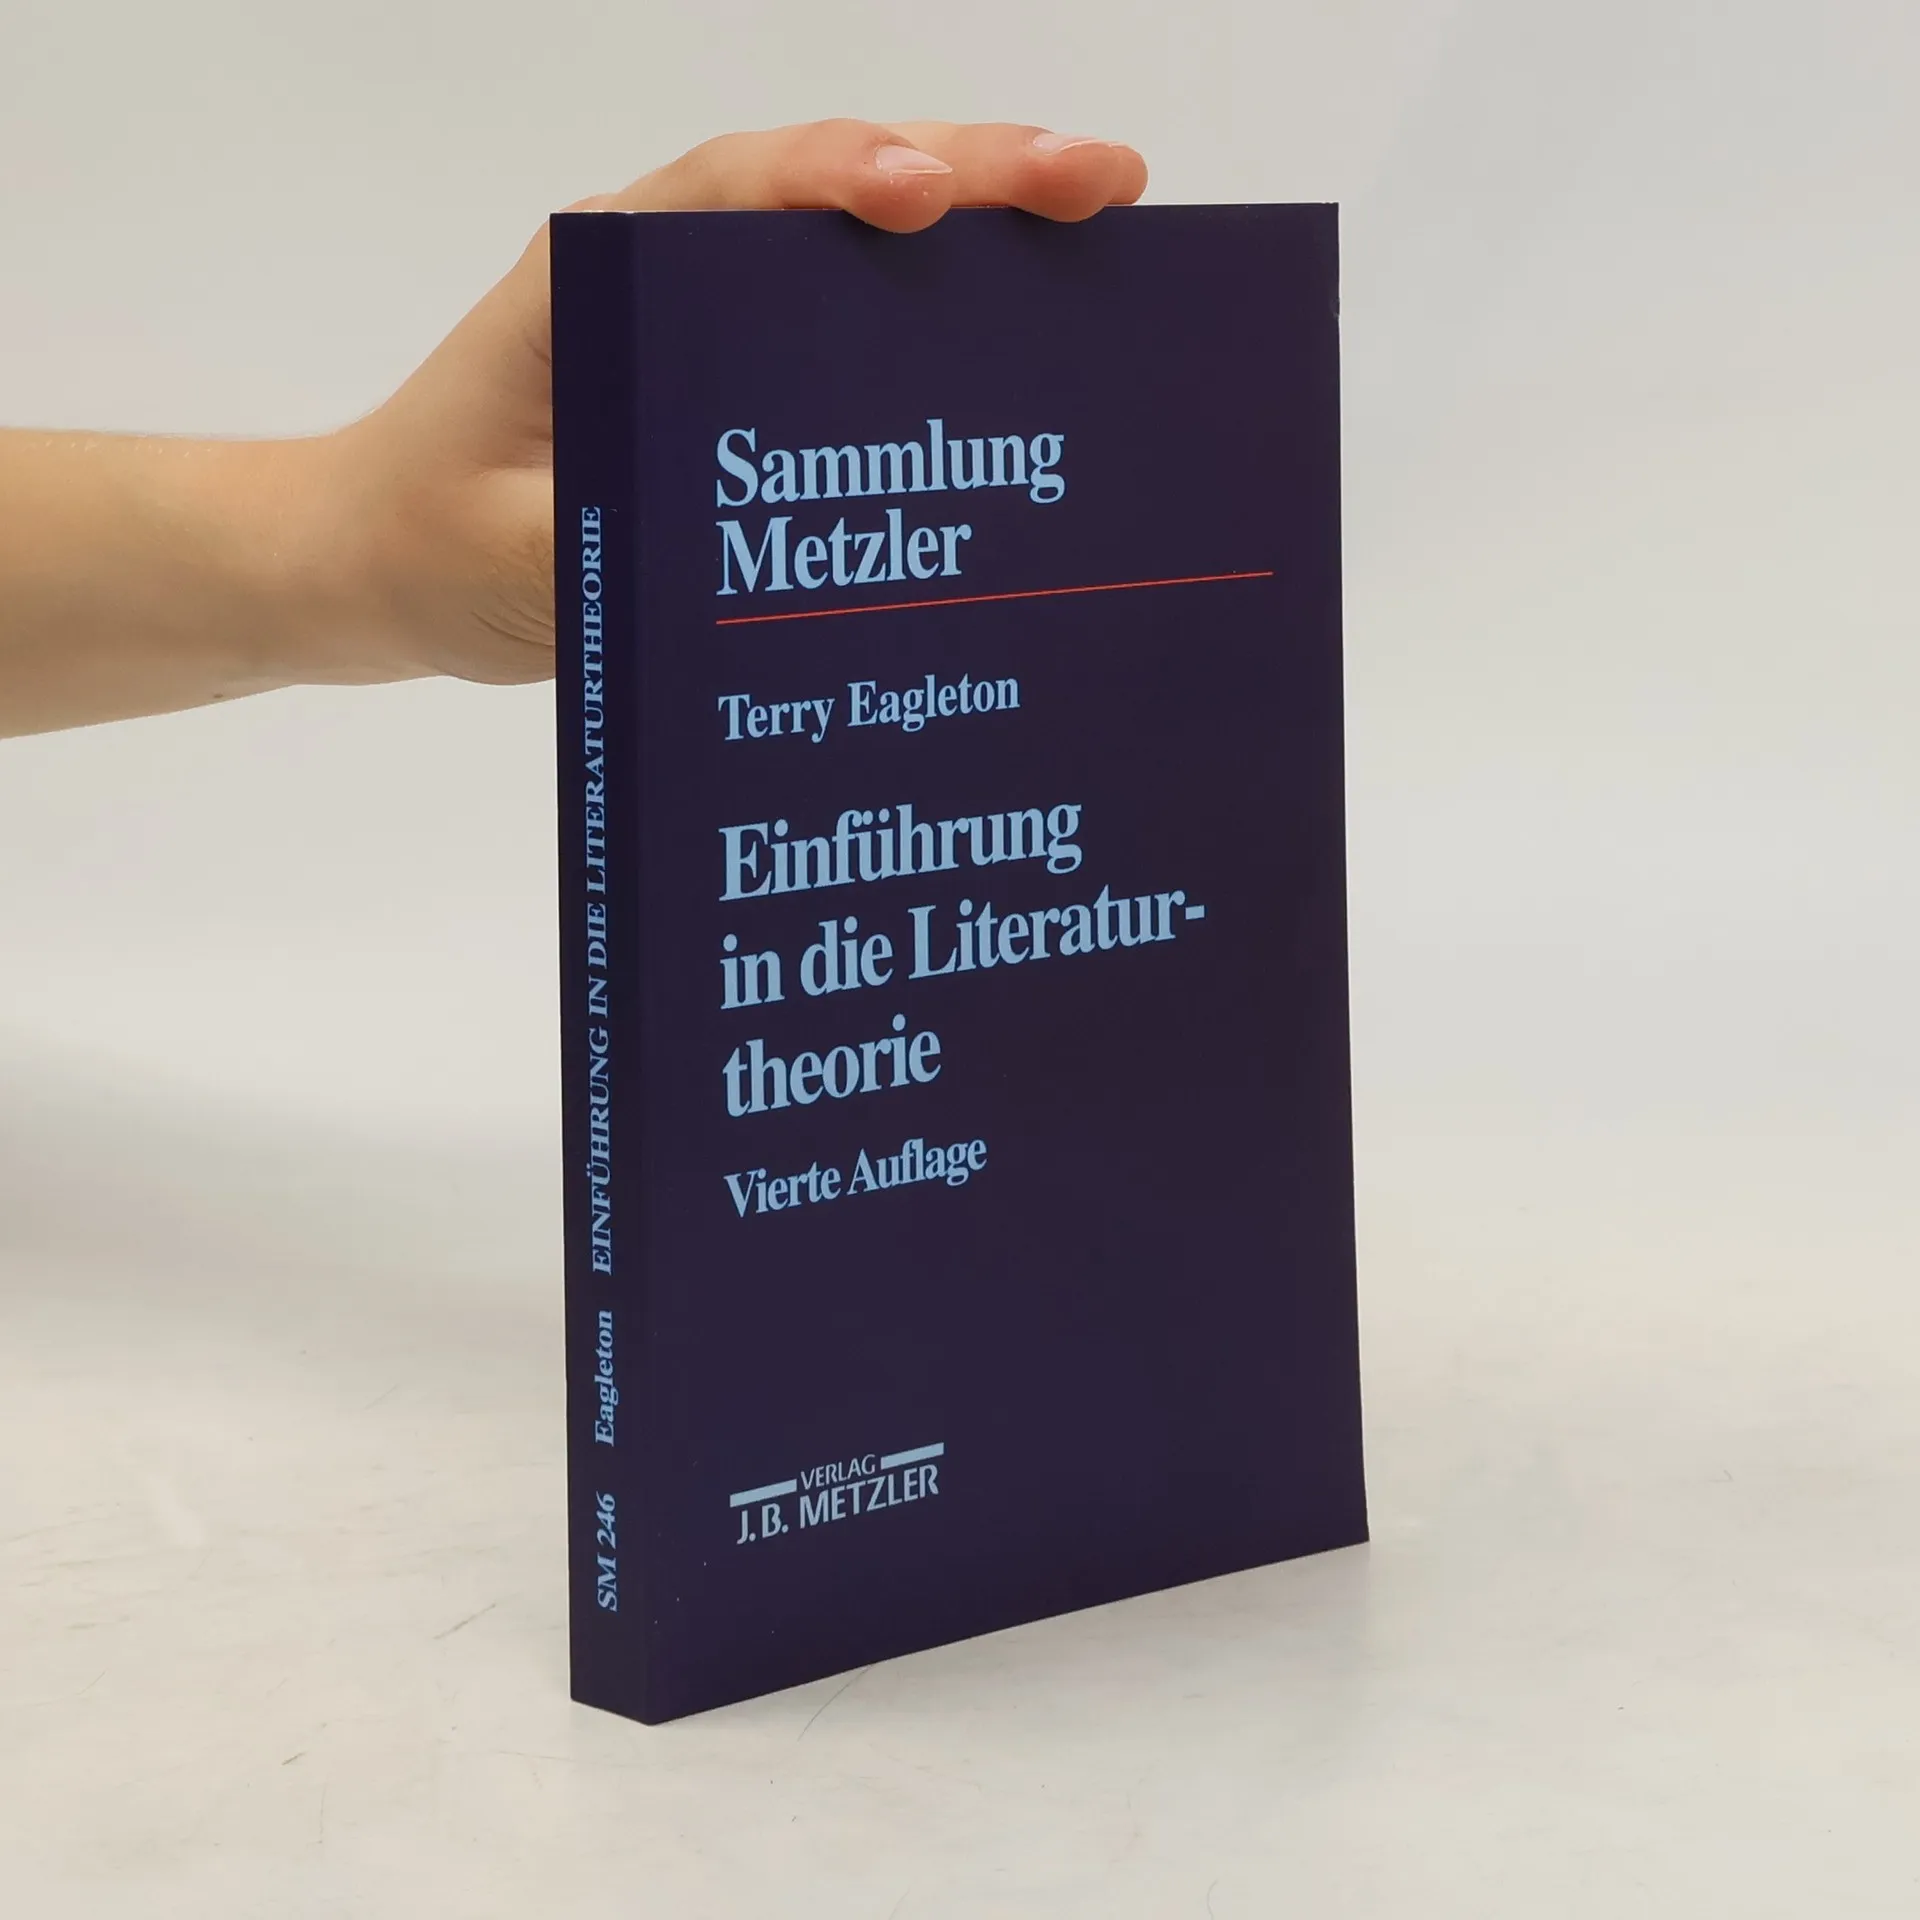 Sammlung
Metzler
Terry Eagleton
Einführung
in die Literatur-
theorie
Vierte Auflage
VERLAG
J.B. METZLER
SM 246 Eagleton EINFÜHRUNG IN DIE LITERATURTHEORIE